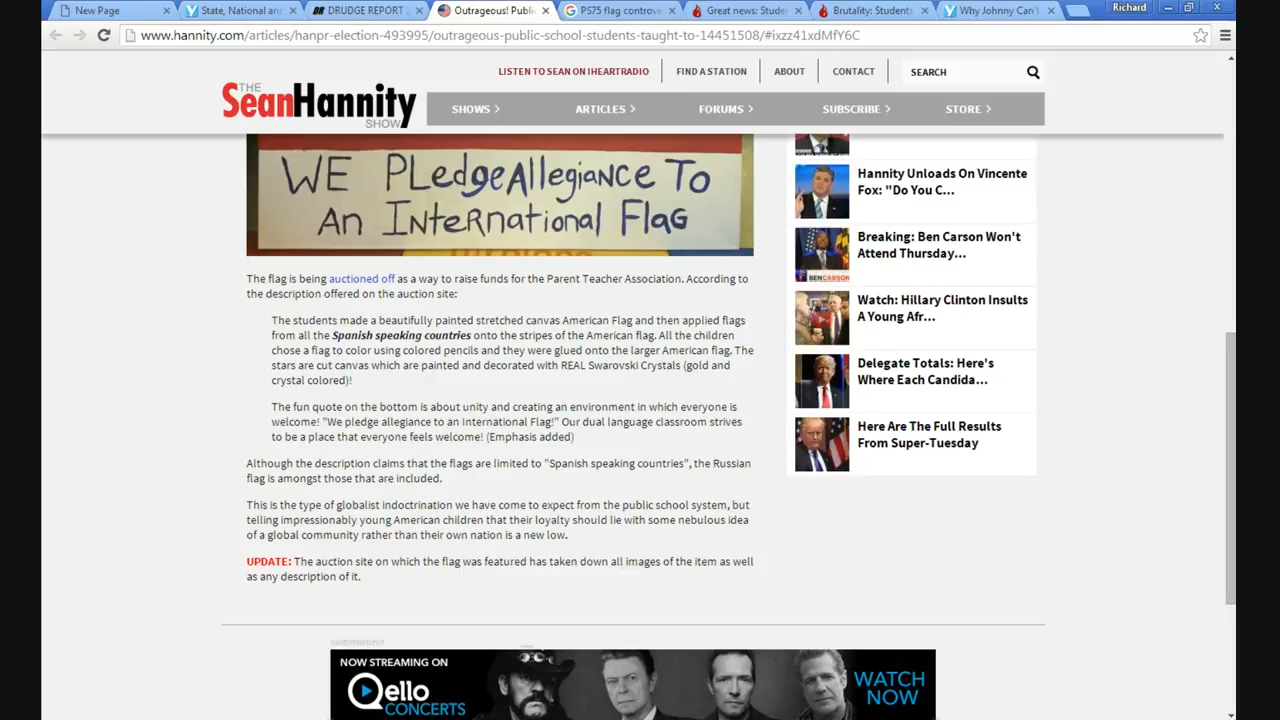 New Page
State, National and
DRUDGE REPORT
Outrageous! Public
PS75 flag controve
Great news: Stude
Brutality: Students
Why Johnny Can'
Richard
www.hannity.com/articles/hanpr-election-493995/outrageous-public-school-students-taught-to-14451508/#ixzz41xdMfY6C
LISTEN TO SEAN ON IHEARTRADIO
FIND A STATION
ABOUT
CONTACT
SEARCH
THE
SeanHannity
SHOW
SHOWS
ARTICLES
FORUMS
SUBSCRIBE
STORE
WE PLedgeAllegiaNce To
An InterNatioNal FlaG
The flag is being auctioned off as a way to raise funds for the Parent Teacher Association. According to
the description offered on the auction site:
The students made a beautifully painted stretched canvas American Flag and then applied flags
from all the Spanish speaking countries onto the stripes of the American flag. All the children
chose a flag to color using colored pencils and they were glued onto the larger American flag. The
stars are cut canvas which are painted and decorated with REAL Swarovski Crystals (gold and
crystal colored)!
The fun quote on the bottom is about unity and creating an environment in which everyone is
welcome! "We pledge allegiance to an International Flag!" Our dual language classroom strives
to be a place that everyone feels welcome! (Emphasis added)
Although the description claims that the flags are limited to "Spanish speaking countries", the Russian
flag is amongst those that are included.
This is the type of globalist indoctrination we have come to expect from the public school system, but
telling impressionably young American children that their loyalty should lie with some nebulous idea
of a global community rather than their own nation is a new low.
UPDATE: The auction site on which the flag was featured has taken down all images of the item as well
as any description of it.
Hannity Unloads On Vincente
Fox: "Do You C...
Breaking: Ben Carson Won't
Attend Thursday...
BEN CARSON
Watch: Hillary Clinton Insults
A Young Afr...
Delegate Totals: Here's
Where Each Candida...
Here Are The Full Results
From Super-Tuesday
NOW STREAMING ON
Qello
CONCERTS
WATCH
NOW